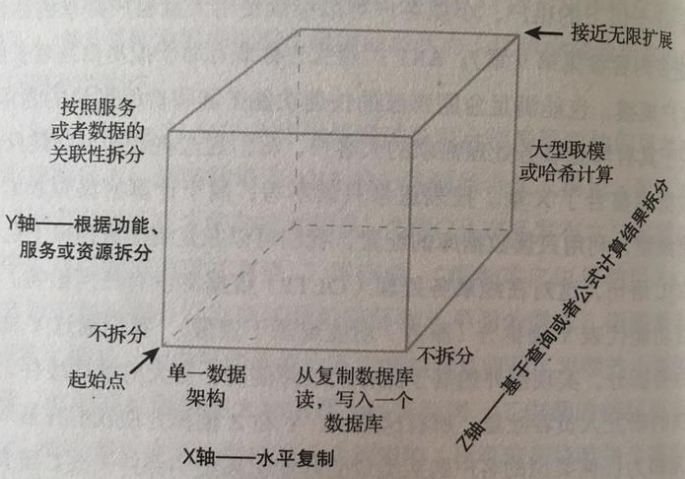 接近无限扩展
按照服务
或者数据的
关联性拆分
大型取模
或哈希计算
Y轴——根据功能、
服务或资源拆分
不拆分
起始点
单一数据
架构
从复制数据库
读，写入一个
数据库
不拆分
X轴——水平复制
Z轴——基于查询或者公式计算结果拆分